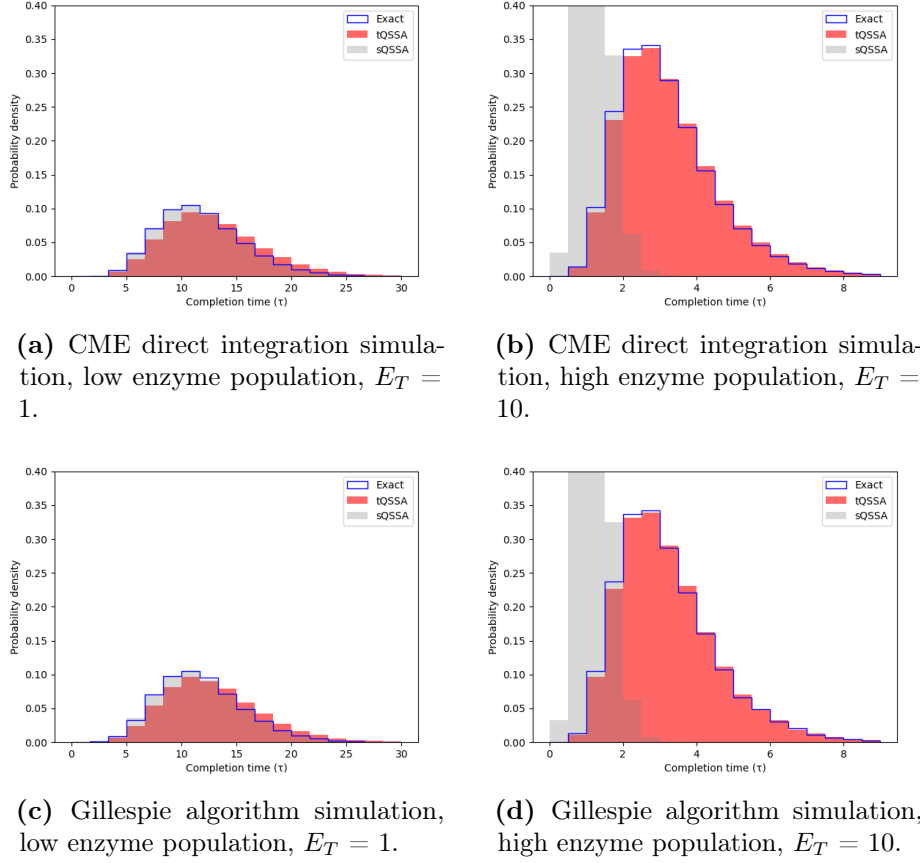 0.40
0.35
0.30
0.25
0.20
0.15
0.10
0.05
0.00
Probability density
0 5 10 15 20 25 30
Completion time (τ)
Exact
tQSSA
sQSSA
(a) CME direct integration simula-
tion, low enzyme population, E_T =
1.
0.40
0.35
0.30
0.25
0.20
0.15
0.10
0.05
0.00
Probability density
0 2 4 6 8
Completion time (τ)
Exact
tQSSA
sQSSA
(b) CME direct integration simula-
tion, high enzyme population, E_T =
10.
0.40
0.35
0.30
0.25
0.20
0.15
0.10
0.05
0.00
Probability density
0 5 10 15 20 25 30
Completion time (τ)
Exact
tQSSA
sQSSA
(c) Gillespie algorithm simulation,
low enzyme population, E_T = 1.
0.40
0.35
0.30
0.25
0.20
0.15
0.10
0.05
0.00
Probability density
0 2 4 6 8
Completion time (τ)
Exact
tQSSA
sQSSA
(d) Gillespie algorithm simulation,
high enzyme population, E_T = 10.